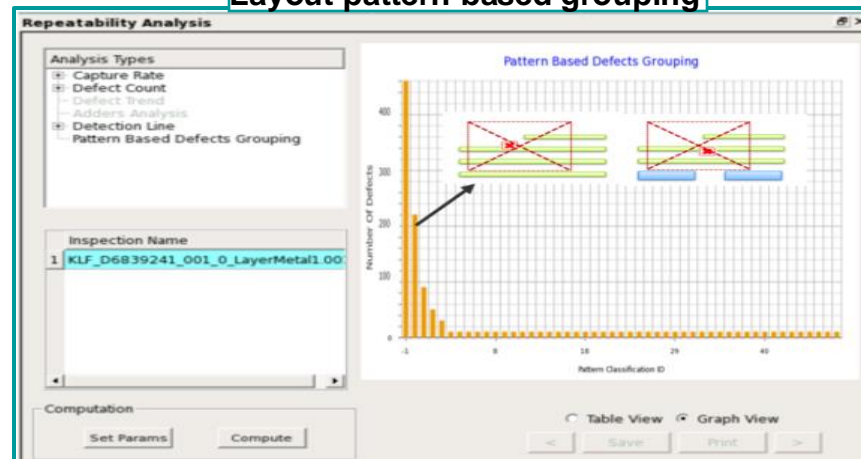 Layout pattern based grouping
Repeatability Analysis
Analysis Types
Capture Rate
Defect Count
Defect Trend
Adders Analysis
Detection Line
Pattern Based Defects Grouping
Inspection Name
1 KLF_D6839241_001_0_LayerMetal1.00
Computation
Set Params
Compute
Pattern Based Defects Grouping
Number Of Defects
400
300
200
100
0
-1 8 18 29 40
Pattern Classification ID
Table View Graph View
< Save Print >